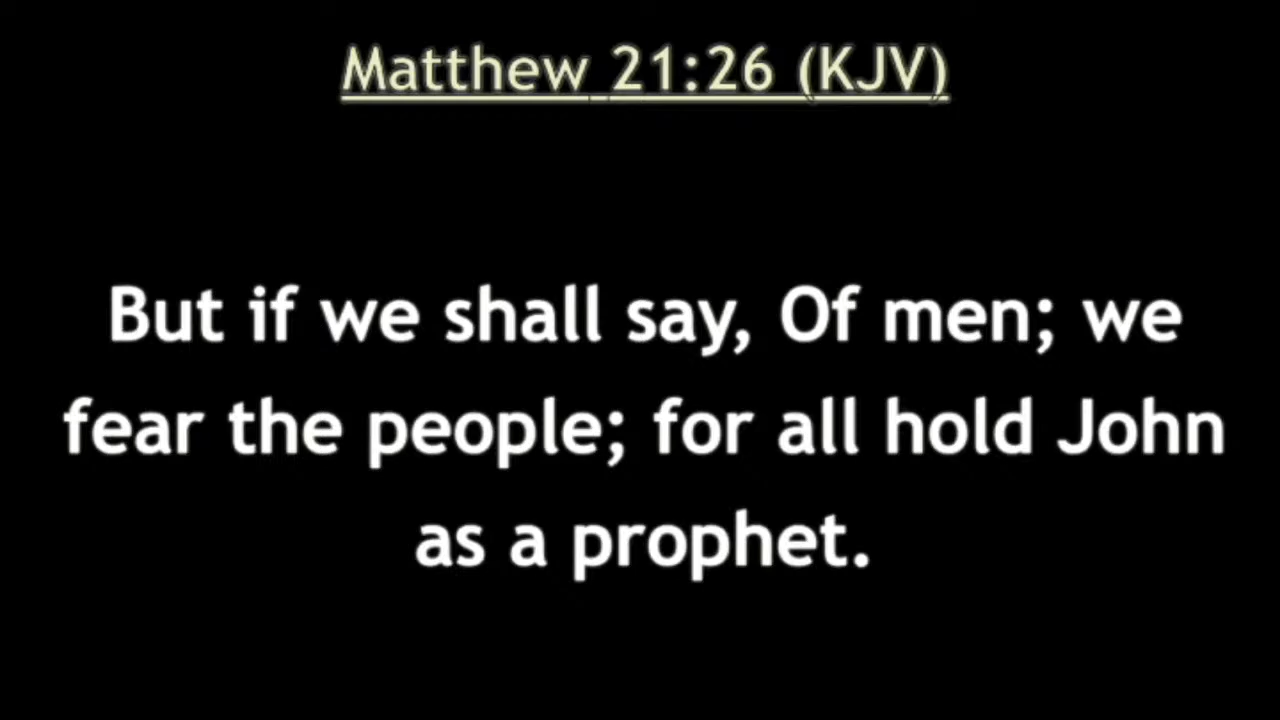 Matthew 21:26 (KJV)
But if we shall say, Of men; we
fear the people; for all hold John
as a prophet.